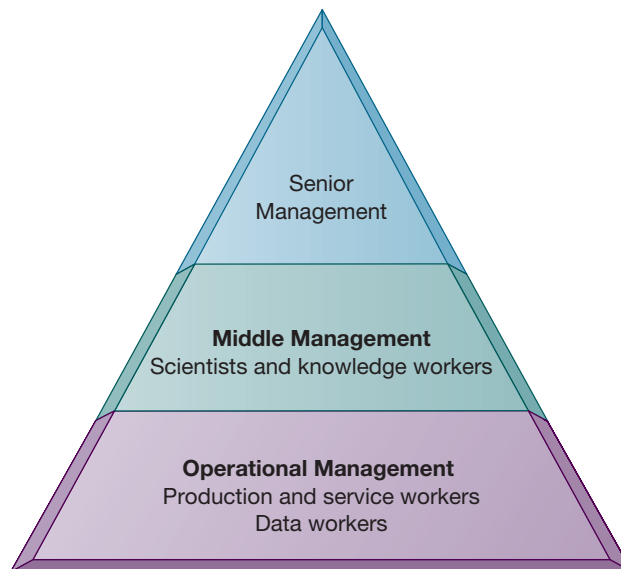 Senior
Management
Middle Management
Scientists and knowledge workers
Operational Management
Production and service workers
Data workers